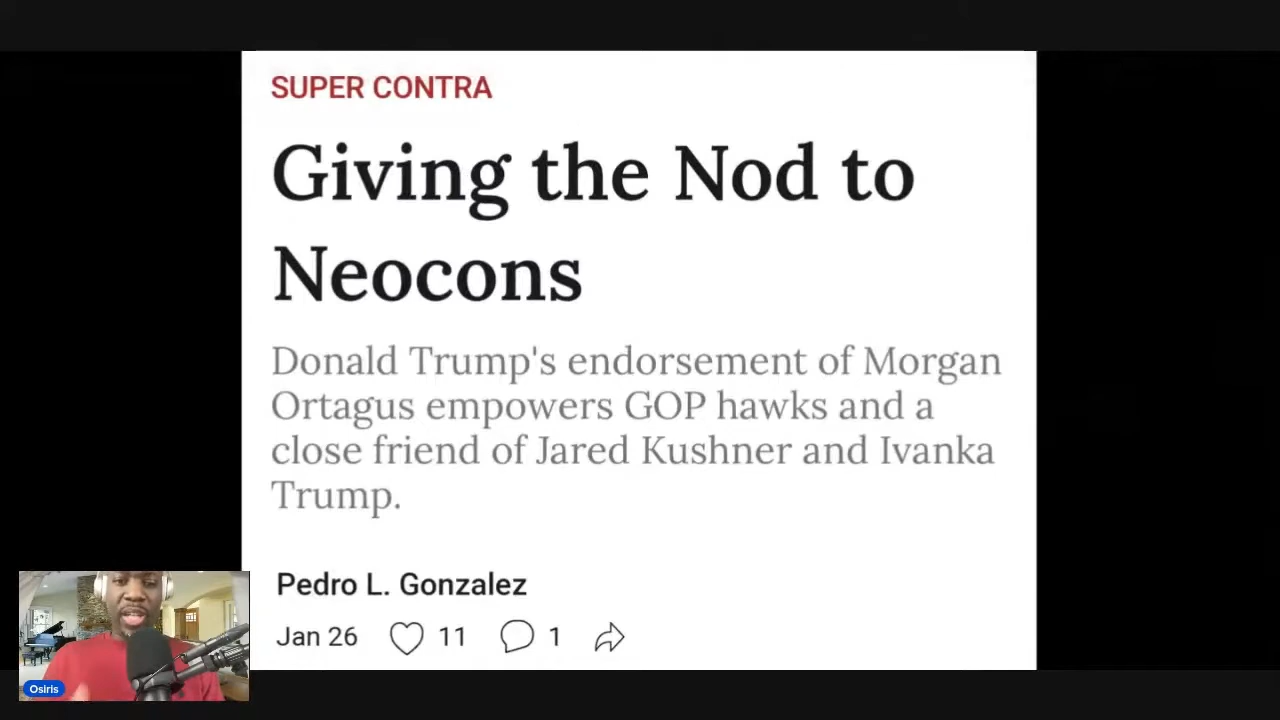 SUPER CONTRA
Giving the Nod to
Neocons
Donald Trump's endorsement of Morgan
Ortagus empowers GOP hawks and a
close friend of Jared Kushner and Ivanka
Trump.
Pedro L. Gonzalez
Jan 26 11 1
Osiris